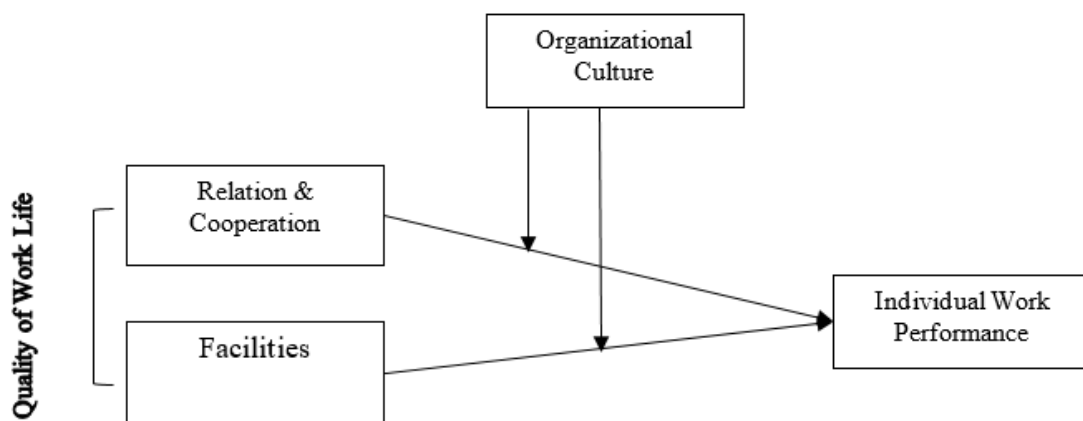 Organizational
Culture
Relation &
Cooperation
Quality of Work Life
Individual Work
Performance
Facilities